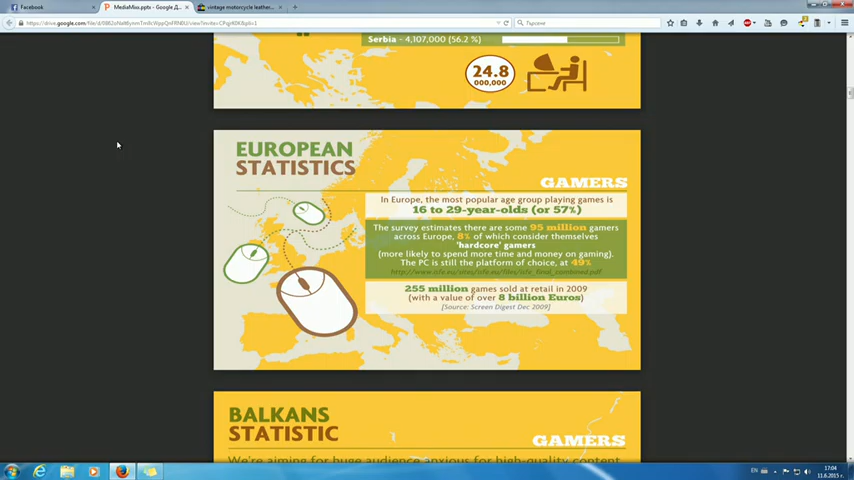 Facebook
MediaMixx.pptx - Google Д...
vintage motorcycle leather...
Търсене
Serbia - 4,107,000 (56.2 %)
24.8
000,000
EUROPEAN
STATISTICS
GAMERS
In Europe, the most popular age group playing games is
16 to 29-year-olds (or 57%)
The survey estimates there are some 95 million gamers
across Europe, 8% of which consider themselves
'hardcore' gamers
(more likely to spend more time and money on gaming).
The PC is still the platform of choice, at 49%
255 million games sold at retail in 2009
(with a value of over 8 billion Euros)
[Source: Screen Digest Dec 2009]
BALKANS
STATISTIC
GAMERS
We're aiming for huge audience anxious for high-quality content
EN
17:04
11.6.2015 г.